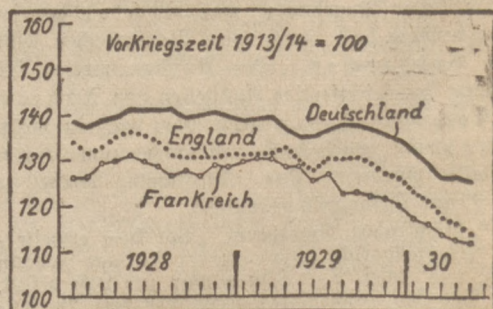 160
Vorkriegszeit 1913/14 = 100
150
140
Deutschland
England
130
Frankreich
120
110
1928 1929 30
100